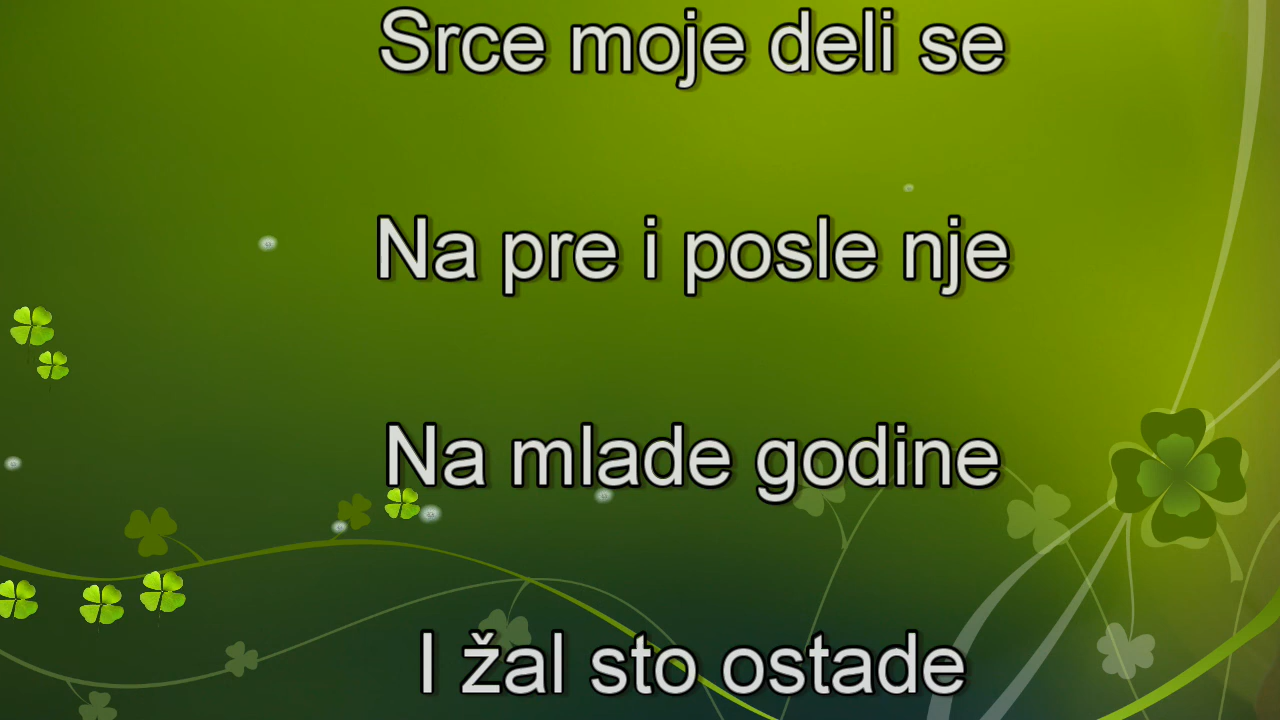 Srce moje deli se
Na pre i posle nje
Na mlade godine
I žal sto ostade